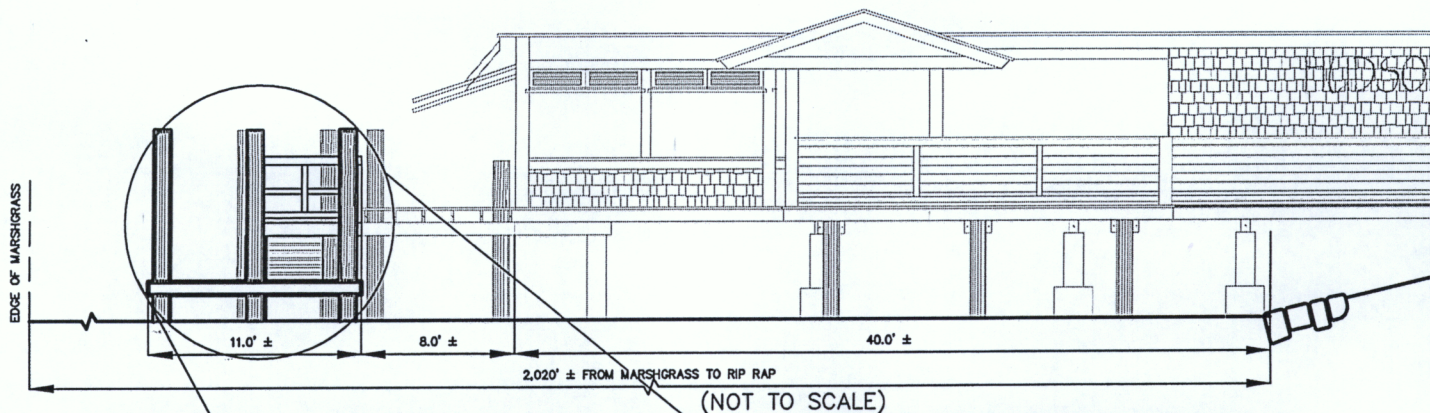 HUDSO
EDGE OF MARSHGRASS
11.0' ±
8.0' ±
40.0' ±
2,020' ± FROM MARSHGRASS TO RIP RAP
(NOT TO SCALE)